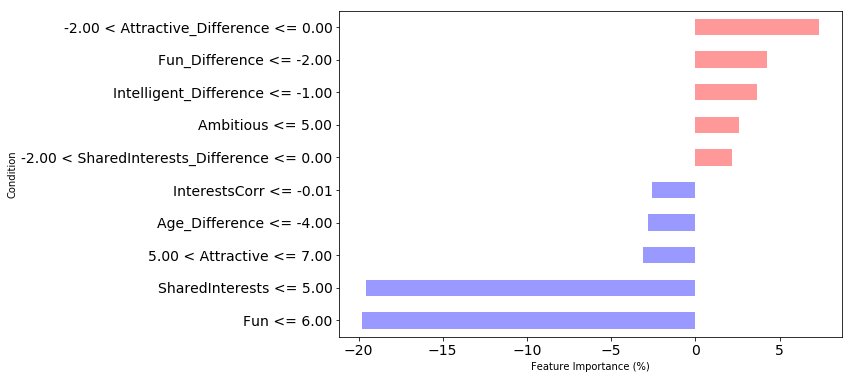 -2.00 < Attractive_Difference <= 0.00
Fun_Difference <= -2.00
Intelligent_Difference <= -1.00
Ambitious <= 5.00
-2.00 < SharedInterests_Difference <= 0.00
InterestsCorr <= -0.01
Age_Difference <= -4.00
5.00 < Attractive <= 7.00
SharedInterests <= 5.00
Fun <= 6.00
Condition
−20 −15 −10 −5 0 5
Feature Importance (%)